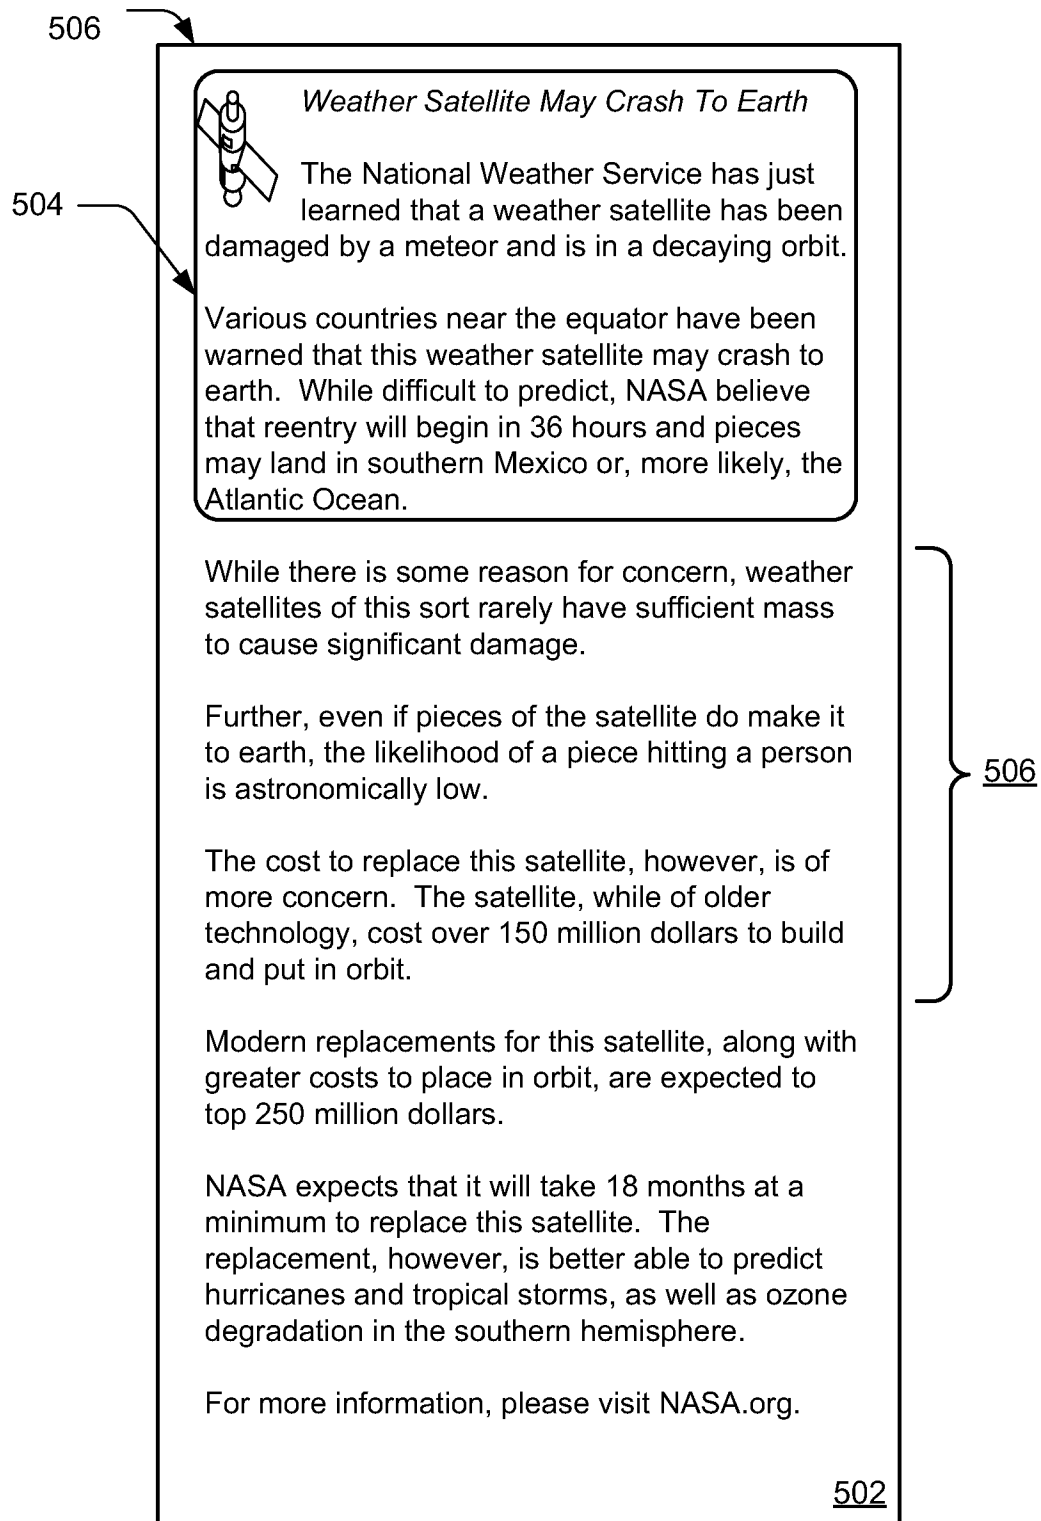 506
Weather Satellite May Crash To Earth
The National Weather Service has just
504
learned that a weather satellite has been
damaged by a meteor and is in a decaying orbit.
Various countries near the equator have been
warned that this weather satellite may crash to
earth.  While difficult to predict, NASA believe
that reentry will begin in 36 hours and pieces
may land in southern Mexico or, more likely, the
Atlantic Ocean.
While there is some reason for concern, weather
satellites of this sort rarely have sufficient mass
to cause significant damage.
Further, even if pieces of the satellite do make it
to earth, the likelihood of a piece hitting a person
506
is astronomically low.
The cost to replace this satellite, however, is of
more concern.  The satellite, while of older
technology, cost over 150 million dollars to build
and put in orbit.
Modern replacements for this satellite, along with
greater costs to place in orbit, are expected to
top 250 million dollars.
NASA expects that it will take 18 months at a
minimum to replace this satellite.  The
replacement, however, is better able to predict
hurricanes and tropical storms, as well as ozone
degradation in the southern hemisphere.
For more information, please visit NASA.org.
502